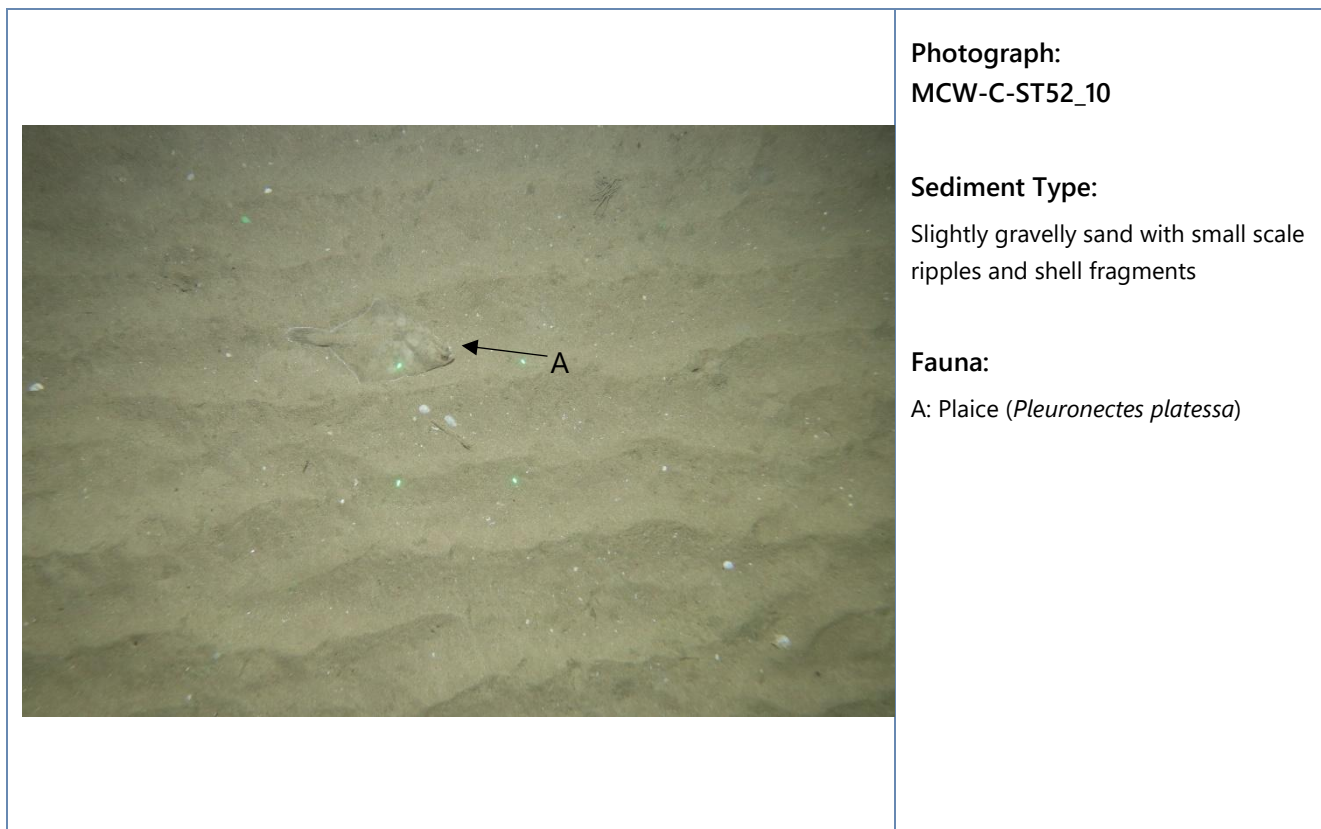 Photograph:
MCW-C-ST52_10
Sediment Type:
Slightly gravelly sand with small scale
ripples and shell fragments
Fauna:
A: Plaice (Pleuronectes platessa)
A